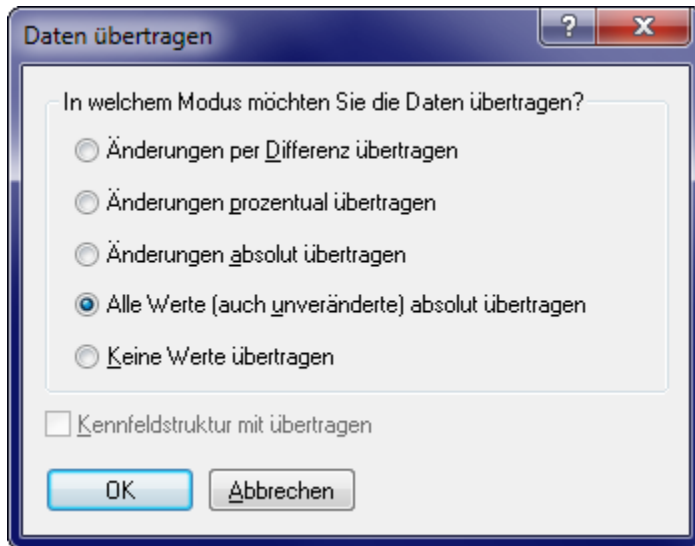 Daten übertragen
In welchem Modus möchten Sie die Daten übertragen?
Änderungen per Differenz übertragen
Änderungen prozentual übertragen
Änderungen absolut übertragen
Alle Werte (auch unveränderte) absolut übertragen
Keine Werte übertragen
Kennfeldstruktur mit übertragen
OK Abbrechen